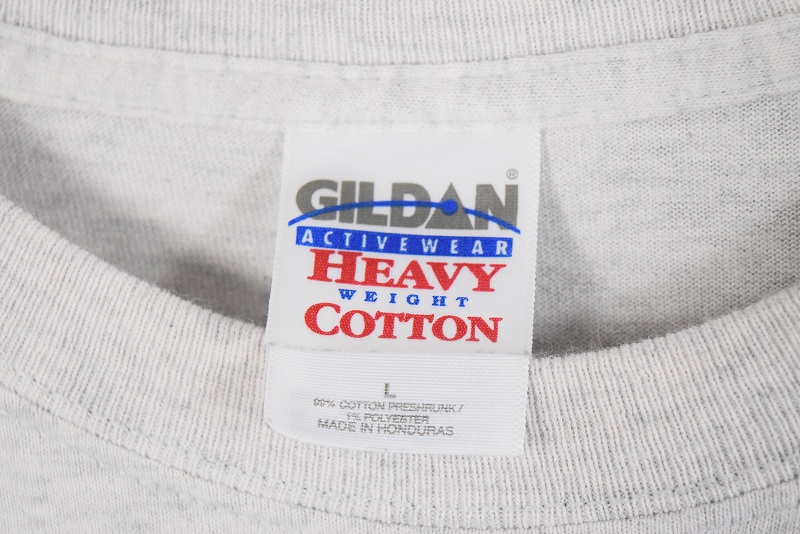 GILDAN®
ACTIVEWEAR
HEAVY
WEIGHT
COTTON
L
99% COTTON PRESHRUNK /
1% POLYESTER
MADE IN HONDURAS